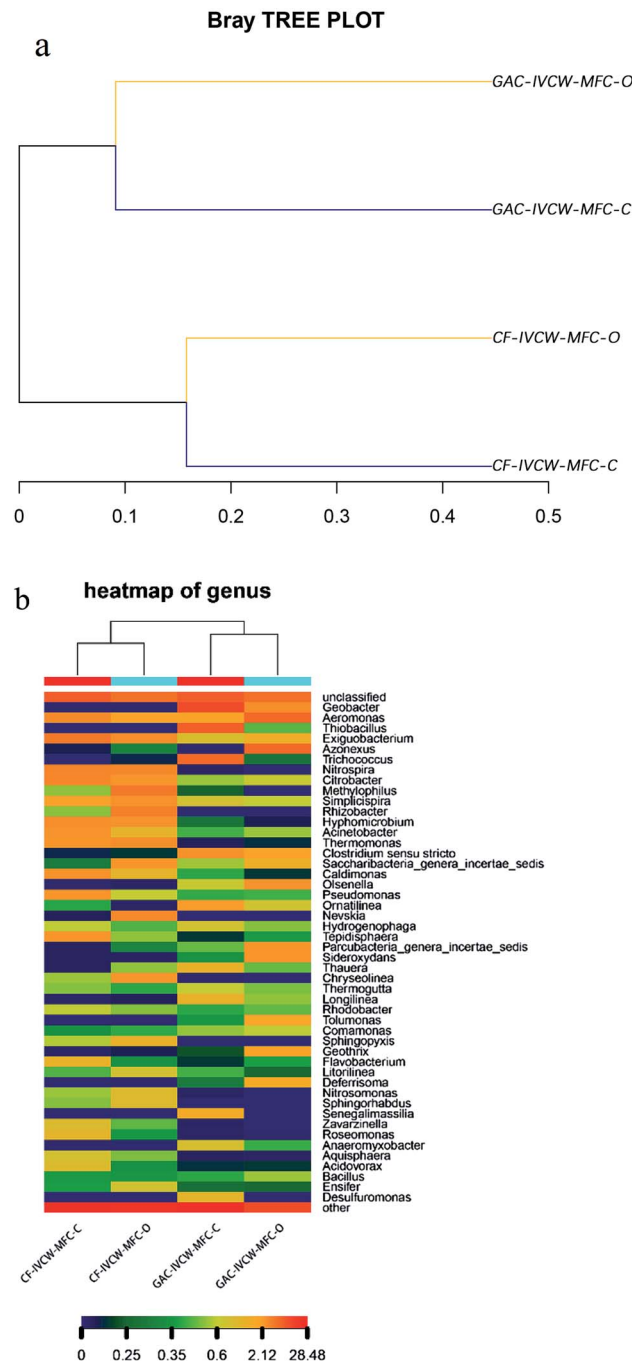 Bray TREE PLOT
a
GAC-IVCW-MFC-O
GAC-IVCW-MFC-C
CF-IVCW-MFC-O
CF-IVCW-MFC-C
0 0.1 0.2 0.3 0.4 0.5
b
heatmap of genus
unclassified
Geobacter
Aeromonas
Thiobacillus
Exiguobacterium
Azonexus
Trichococcus
Nitrospira
Citrobacter
Methylophilus
Simplicispira
Rhizobacter
Hyphomicrobium
Acinetobacter
Thermomonas
Clostridium sensu stricto
Saccharibacteria_genera_incertae_sedis
Caldimonas
Olsenella
Pseudomonas
Ornatilinea
Nevskia
Hydrogenophaga
Tepidisphaera
Parcubacteria_genera_incertae_sedis
Sideroxydans
Thauera
Chryseolinea
Thermogutta
Longilinea
Rhodobacter
Tolumonas
Comamonas
Sphingopyxis
Geothrix
Flavobacterium
Litorilinea
Deferrisoma
Nitrosomonas
Sphingorhabdus
Senegalimassilia
Zavarzinella
Roseomonas
Anaeromyxobacter
Aquisphaera
Acidovorax
Bacillus
Ensifer
Desulfuromonas
other
CF-IVCW-MFC-C
CF-IVCW-MFC-O
GAC-IVCW-MFC-C
GAC-IVCW-MFC-O
0 0.25 0.35 0.6 2.12 28.48